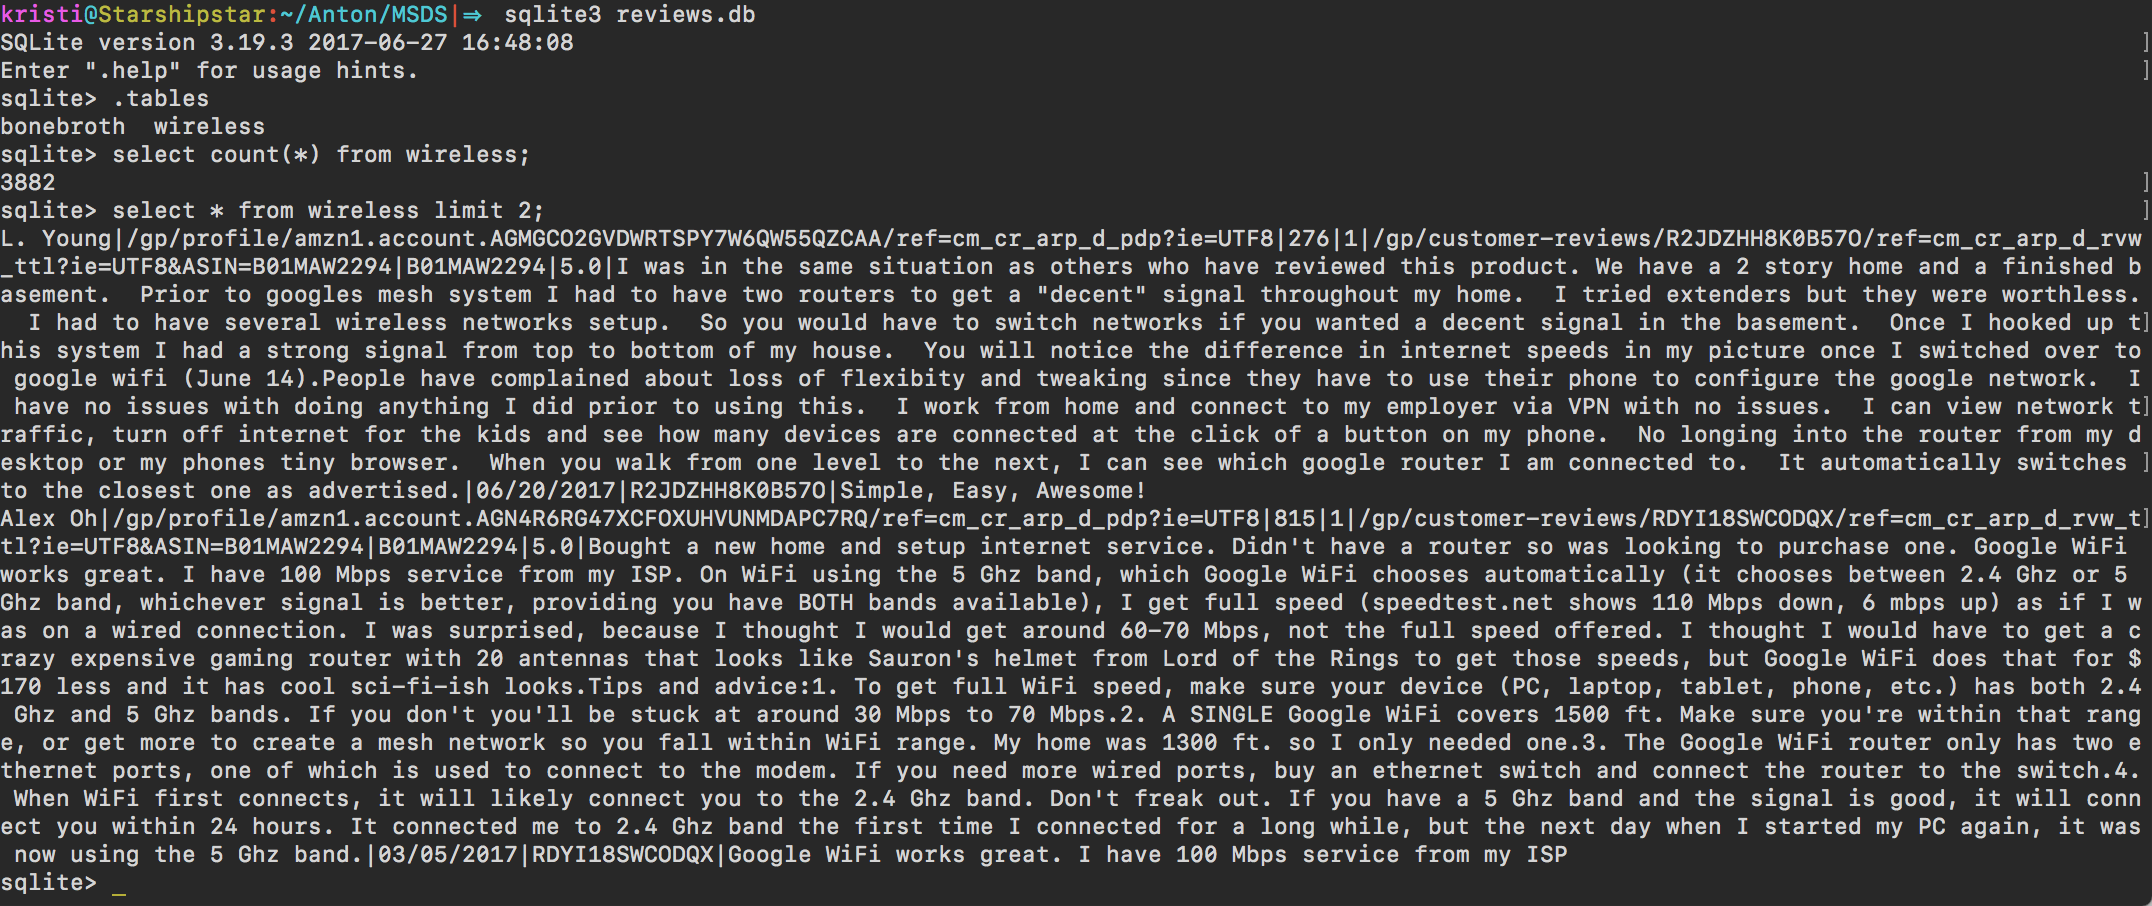 kristi@Starshipstar:~/Anton/MSDS|⇒  sqlite3 reviews.db
SQLite version 3.19.3 2017-06-27 16:48:08
Enter ".help" for usage hints.
sqlite> .tables
bonebroth  wireless
sqlite> select count(*) from wireless;
3882
sqlite> select * from wireless limit 2;
L. Young|/gp/profile/amzn1.account.AGMGCO2GVDWRTSPY7W6QW55QZCAA/ref=cm_cr_arp_d_pdp?ie=UTF8|276|1|/gp/customer-reviews/R2JDZHH8K0B57O/ref=cm_cr_arp_d_rvw
_ttl?ie=UTF8&ASIN=B01MAW2294|B01MAW2294|5.0|I was in the same situation as others who have reviewed this product. We have a 2 story home and a finished b
asement.  Prior to googles mesh system I had to have two routers to get a "decent" signal throughout my home.  I tried extenders but they were worthless.
  I had to have several wireless networks setup.  So you would have to switch networks if you wanted a decent signal in the basement.  Once I hooked up t
his system I had a strong signal from top to bottom of my house.  You will notice the difference in internet speeds in my picture once I switched over to
 google wifi (June 14).People have complained about loss of flexibity and tweaking since they have to use their phone to configure the google network.  I
 have no issues with doing anything I did prior to using this.  I work from home and connect to my employer via VPN with no issues.  I can view network t
raffic, turn off internet for the kids and see how many devices are connected at the click of a button on my phone.  No longing into the router from my d
esktop or my phones tiny browser.  When you walk from one level to the next, I can see which google router I am connected to.  It automatically switches
to the closest one as advertised.|06/20/2017|R2JDZHH8K0B57O|Simple, Easy, Awesome!
Alex Oh|/gp/profile/amzn1.account.AGN4R6RG47XCFOXUHVUNMDAPC7RQ/ref=cm_cr_arp_d_pdp?ie=UTF8|815|1|/gp/customer-reviews/RDYI18SWCODQX/ref=cm_cr_arp_d_rvw_t
tl?ie=UTF8&ASIN=B01MAW2294|B01MAW2294|5.0|Bought a new home and setup internet service. Didn't have a router so was looking to purchase one. Google WiFi
works great. I have 100 Mbps service from my ISP. On WiFi using the 5 Ghz band, which Google WiFi chooses automatically (it chooses between 2.4 Ghz or 5
Ghz band, whichever signal is better, providing you have BOTH bands available), I get full speed (speedtest.net shows 110 Mbps down, 6 mbps up) as if I w
as on a wired connection. I was surprised, because I thought I would get around 60-70 Mbps, not the full speed offered. I thought I would have to get a c
razy expensive gaming router with 20 antennas that looks like Sauron's helmet from Lord of the Rings to get those speeds, but Google WiFi does that for $
170 less and it has cool sci-fi-ish looks.Tips and advice:1. To get full WiFi speed, make sure your device (PC, laptop, tablet, phone, etc.) has both 2.4
 Ghz and 5 Ghz bands. If you don't you'll be stuck at around 30 Mbps to 70 Mbps.2. A SINGLE Google WiFi covers 1500 ft. Make sure you're within that rang
e, or get more to create a mesh network so you fall within WiFi range. My home was 1300 ft. so I only needed one.3. The Google WiFi router only has two e
thernet ports, one of which is used to connect to the modem. If you need more wired ports, buy an ethernet switch and connect the router to the switch.4.
 When WiFi first connects, it will likely connect you to the 2.4 Ghz band. Don't freak out. If you have a 5 Ghz band and the signal is good, it will conn
ect you within 24 hours. It connected me to 2.4 Ghz band the first time I connected for a long while, but the next day when I started my PC again, it was
 now using the 5 Ghz band.|03/05/2017|RDYI18SWCODQX|Google WiFi works great. I have 100 Mbps service from my ISP
sqlite> _